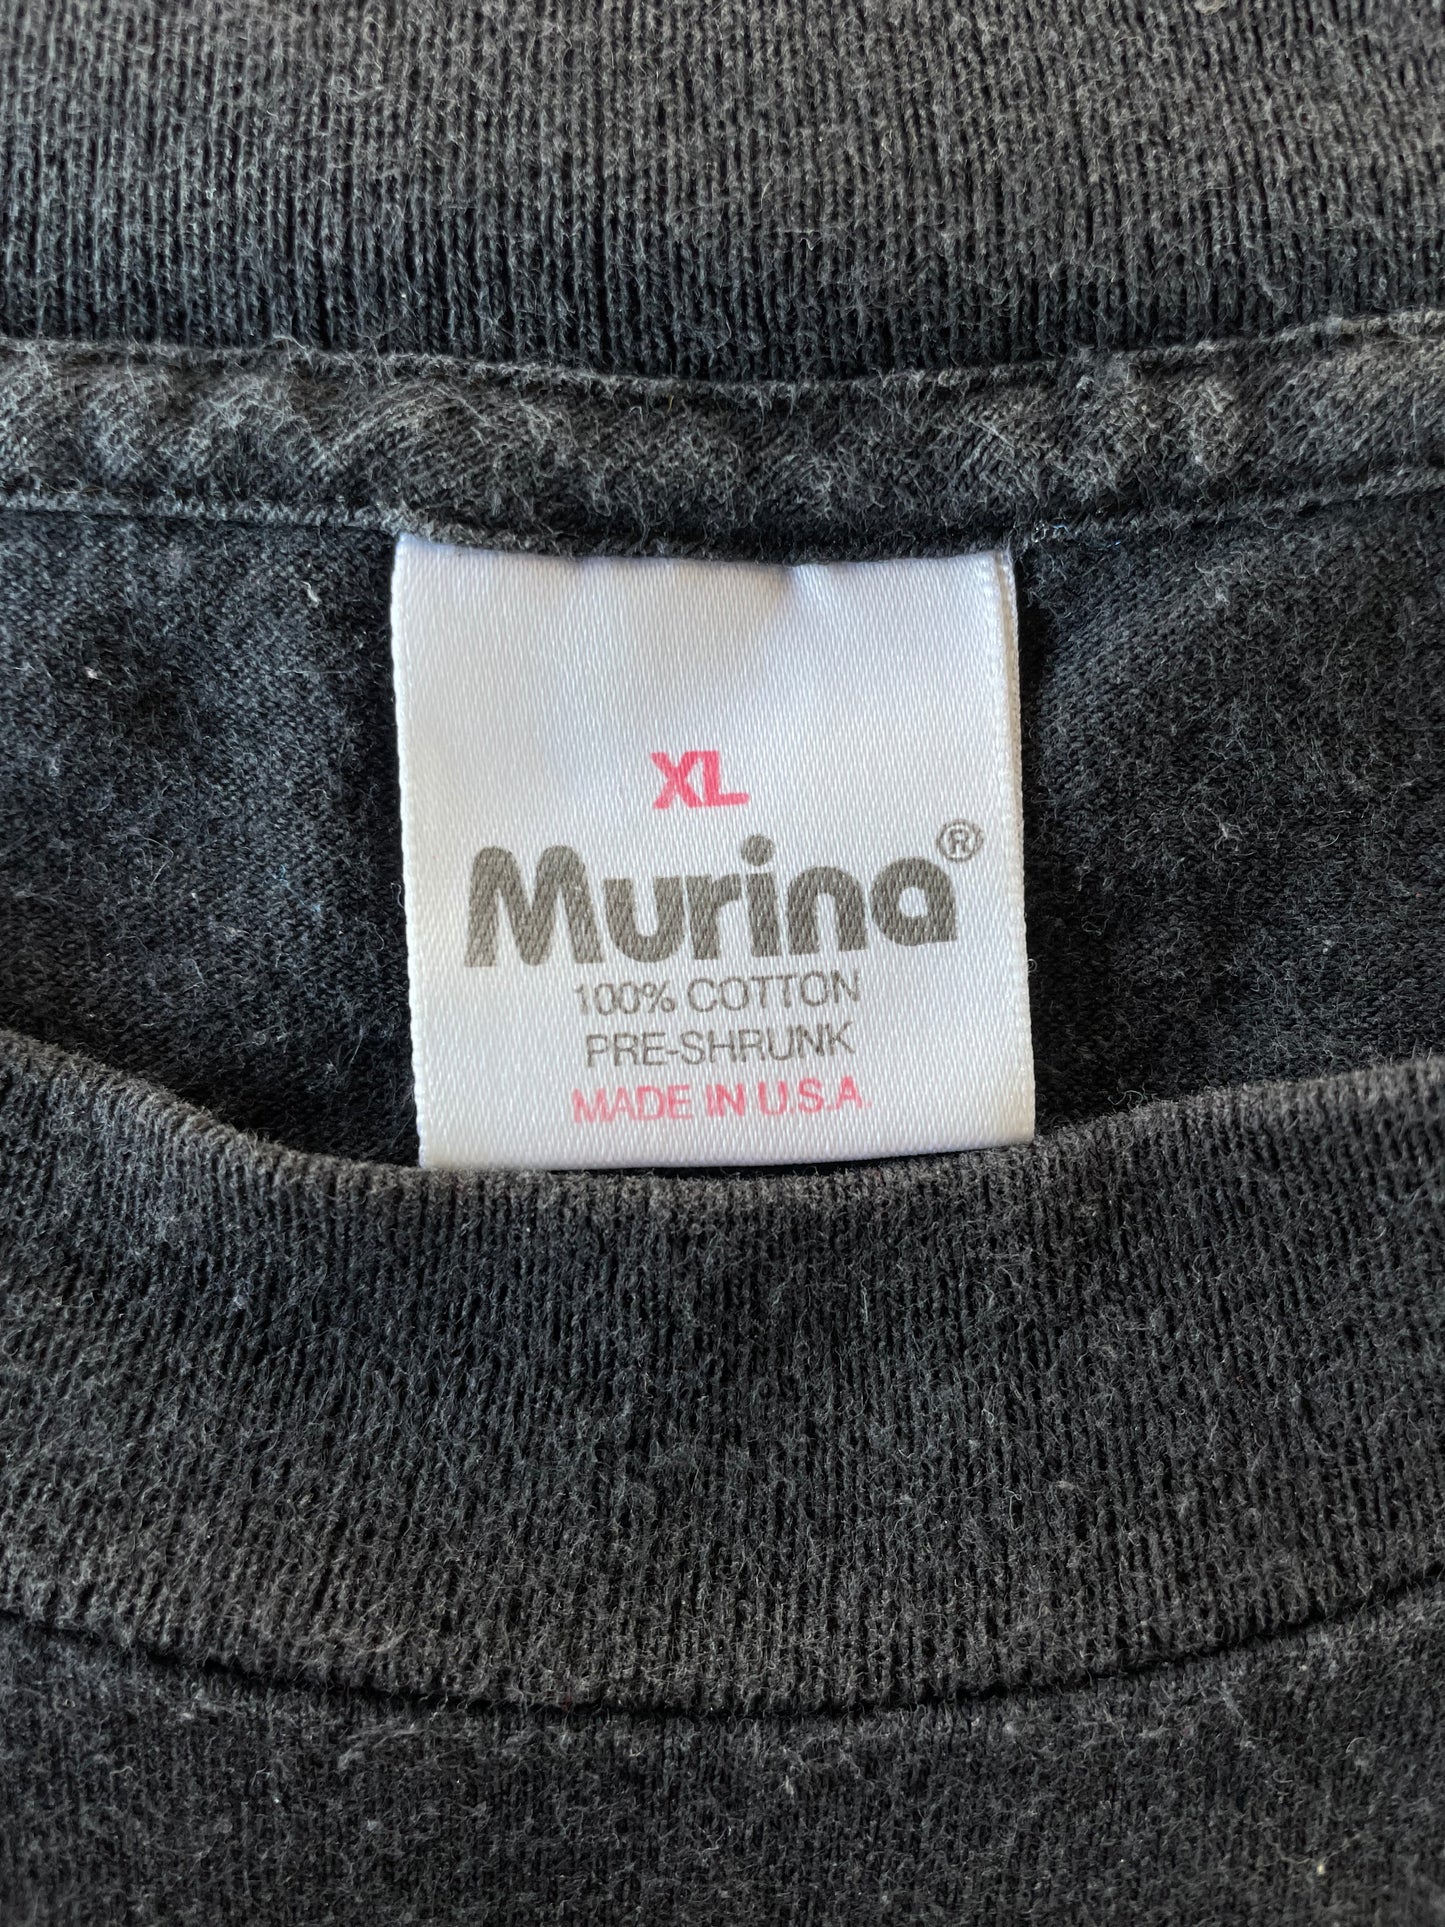 XL
Murina®
100% COTTON
PRE-SHRUNK
MADE IN U.S.A.